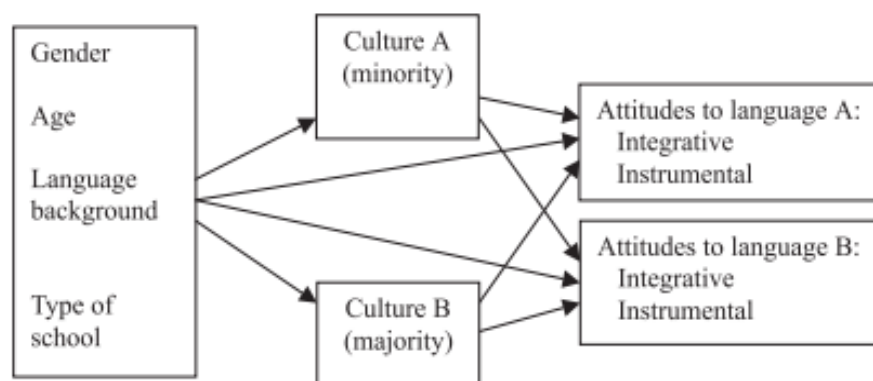 Gender
Age
Language
background
Type of
school
Culture A
(minority)
Culture B
(majority)
Attitudes to language A:
Integrative
Instrumental
Attitudes to language B:
Integrative
Instrumental